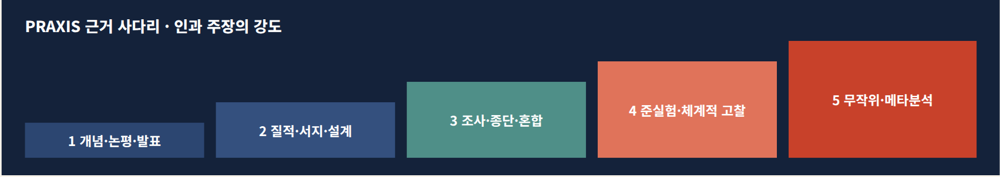 PRAXIS 근거 사다리 · 인과 주장의 강도
1 개념·논평·발표
2 질적·서지·설계
3 조사·종단·혼합
4 준실험·체계적 고찰
5 무작위·메타분석